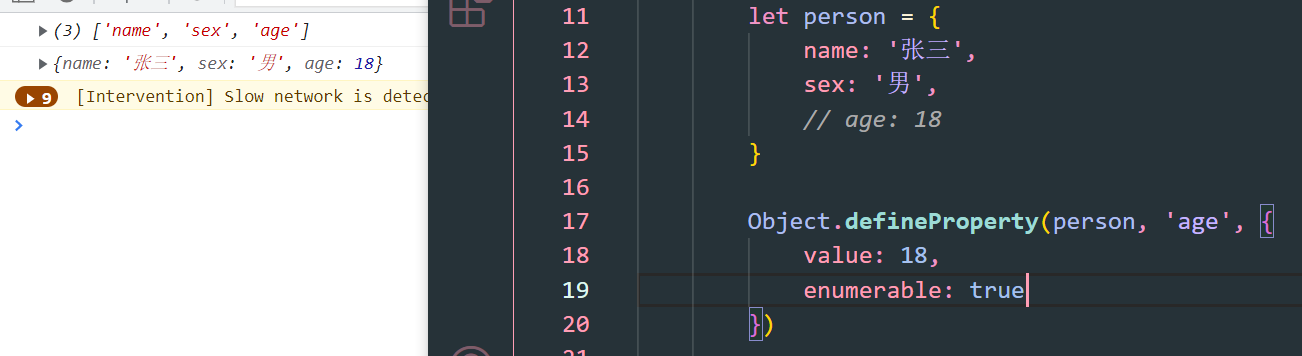 (3) ['name', 'sex', 'age']
{name: '张三', sex: '男', age: 18}
9 [Intervention] Slow network is detec
11 let person = {
12 name: '张三',
13 sex: '男',
14 // age: 18
15 }
16
17 Object.defineProperty(person, 'age', {
18 value: 18,
19 enumerable: true
20 })